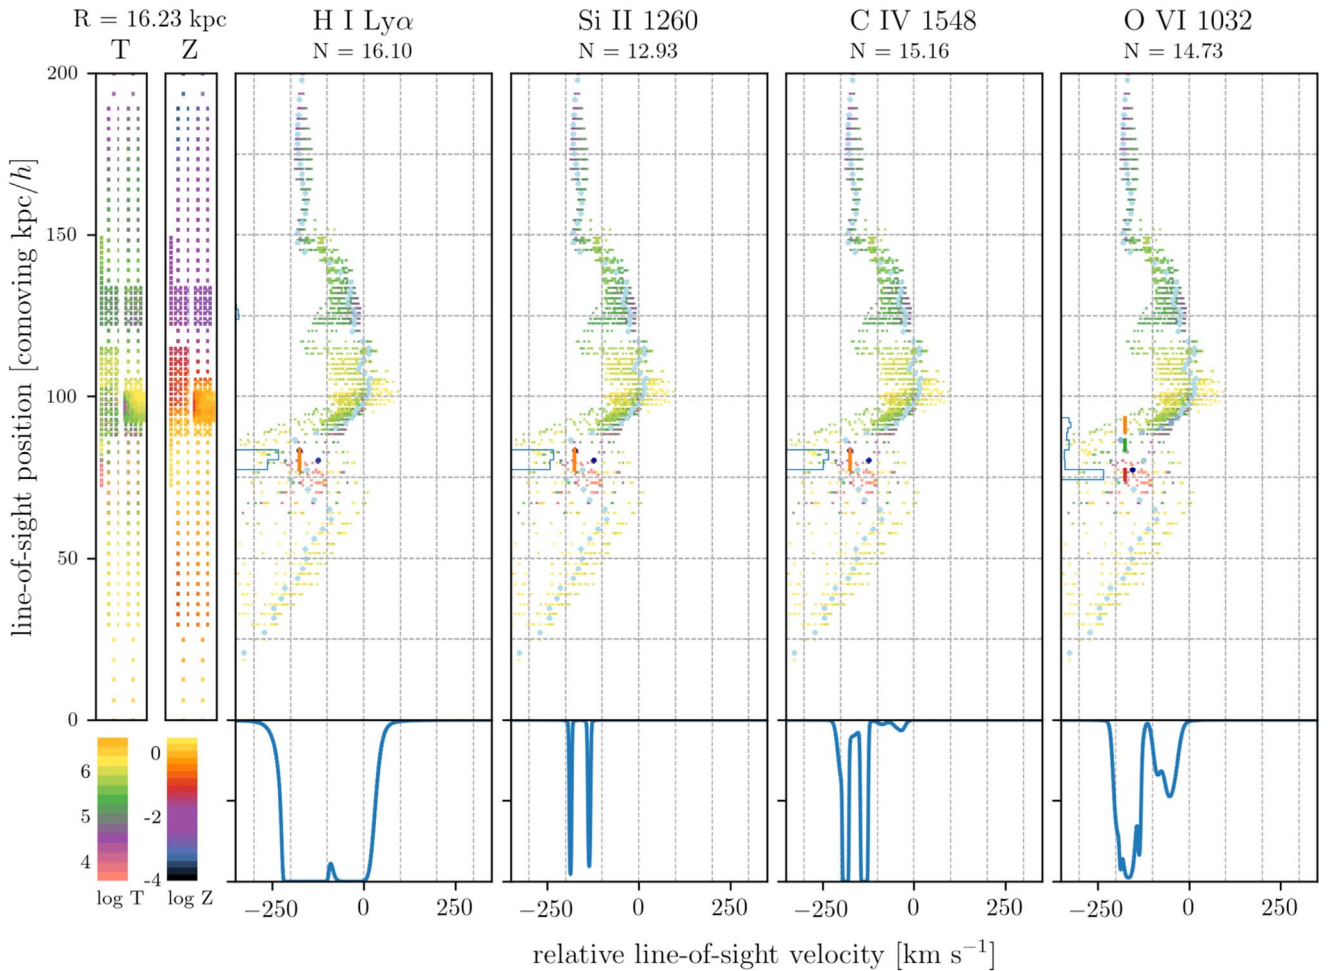 R = 16.23 kpc
T Z
H I Lyα
N = 16.10
Si II 1260
N = 12.93
C IV 1548
N = 15.16
O VI 1032
N = 14.73
line-of-sight position [comoving kpc/h]
200
150
100
50
0
6
5
4
log T
0
-2
-4
log Z
−250 0 250
−250 0 250
−250 0 250
−250 0 250
relative line-of-sight velocity [km s⁻¹]